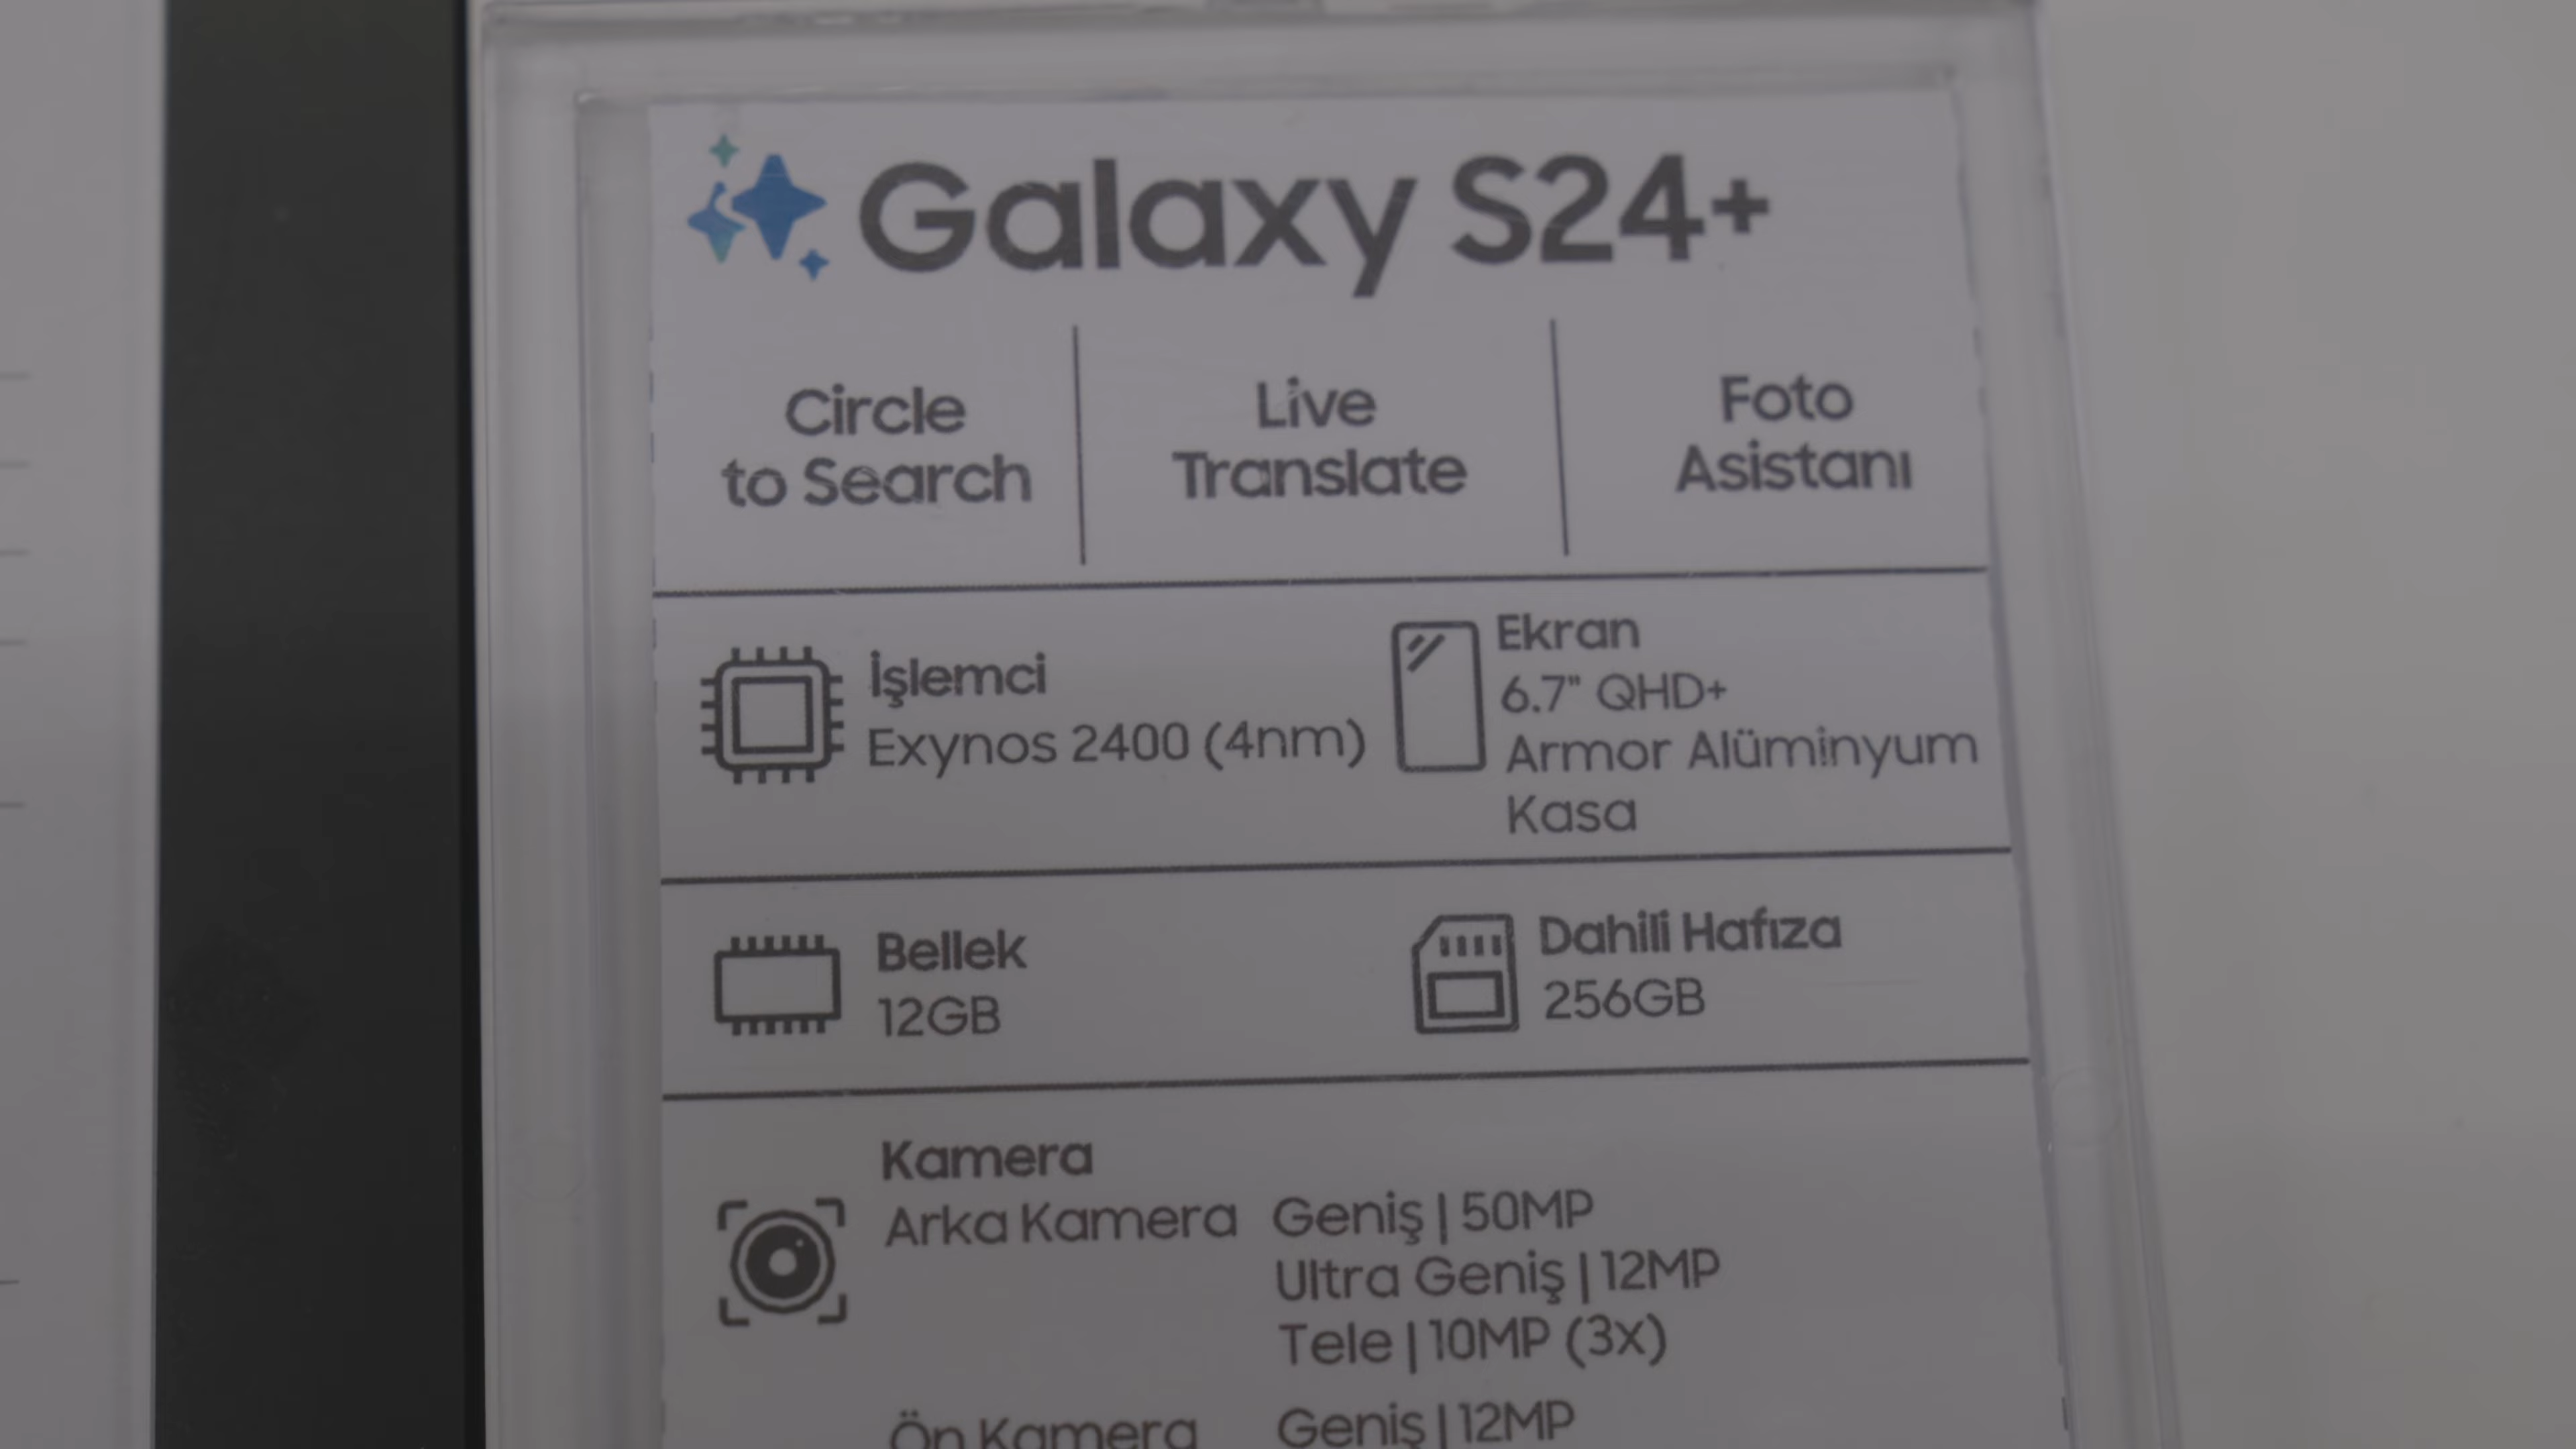 Galaxy S24+
Circle
to Search
Live
Translate
Foto
Asistanı
İşlemci
Exynos 2400 (4nm)
Ekran
6.7" QHD+
Armor Alüminyum
Kasa
Bellek
12GB
Dahili Hafıza
256GB
Kamera
Arka Kamera Geniş | 50MP
Ultra Geniş | 12MP
Tele | 10MP (3x)
Ön Kamera Geniş | 12MP